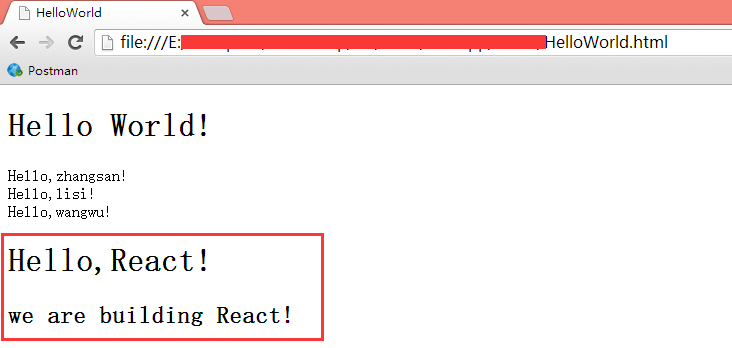 HelloWorld
file:///E: HelloWorld.html
Postman
Hello World!
Hello,zhangsan!
Hello,lisi!
Hello,wangwu!
Hello,React!
we are building React!